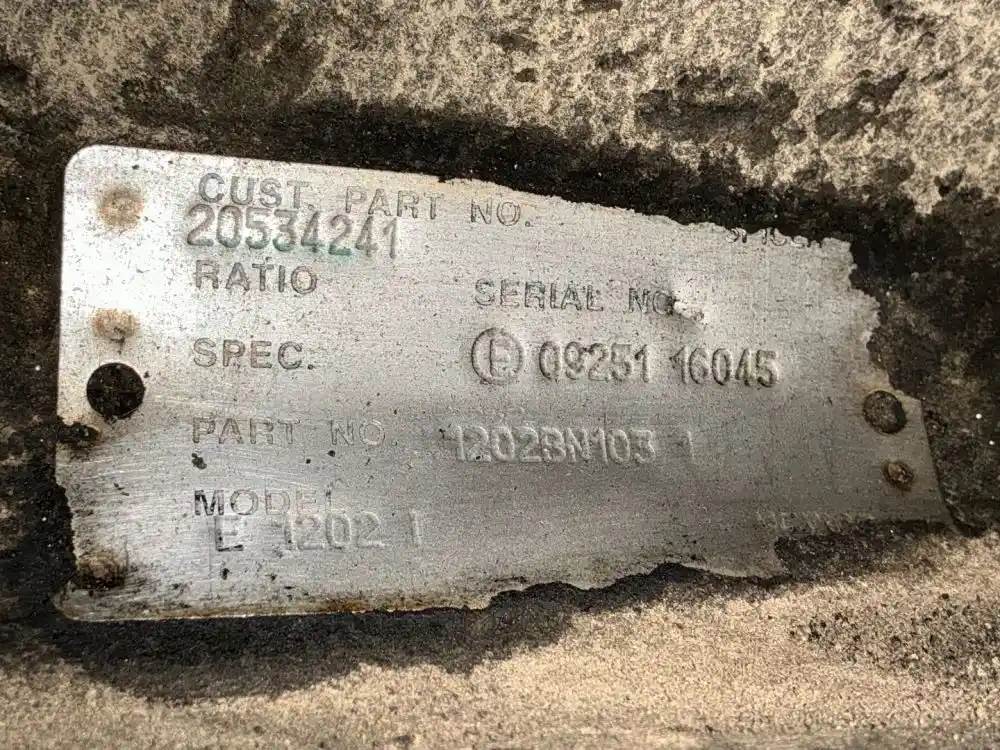 CUST. PART NO.
20534241
RATIO
SERIAL NO.
SPEC.
E 09251 16045
PART NO. 1202BN103 1
MODEL
E 1202 I